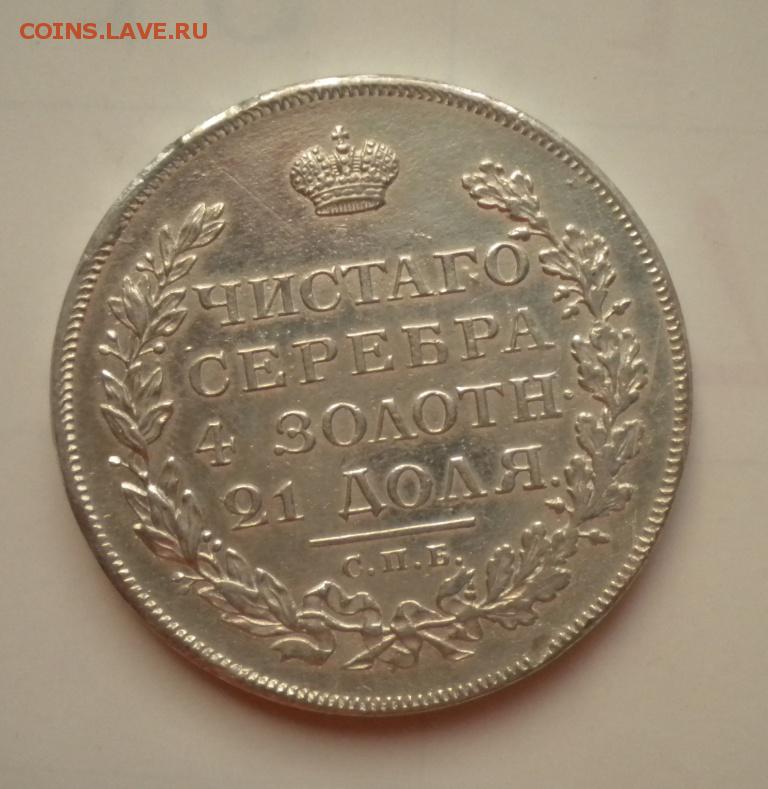 COINS.LAVE.RU
ЧИСТАГО
СЕРЕБРА
4 ЗОЛОТН.
21 ДОЛЯ.
С.П.Б.